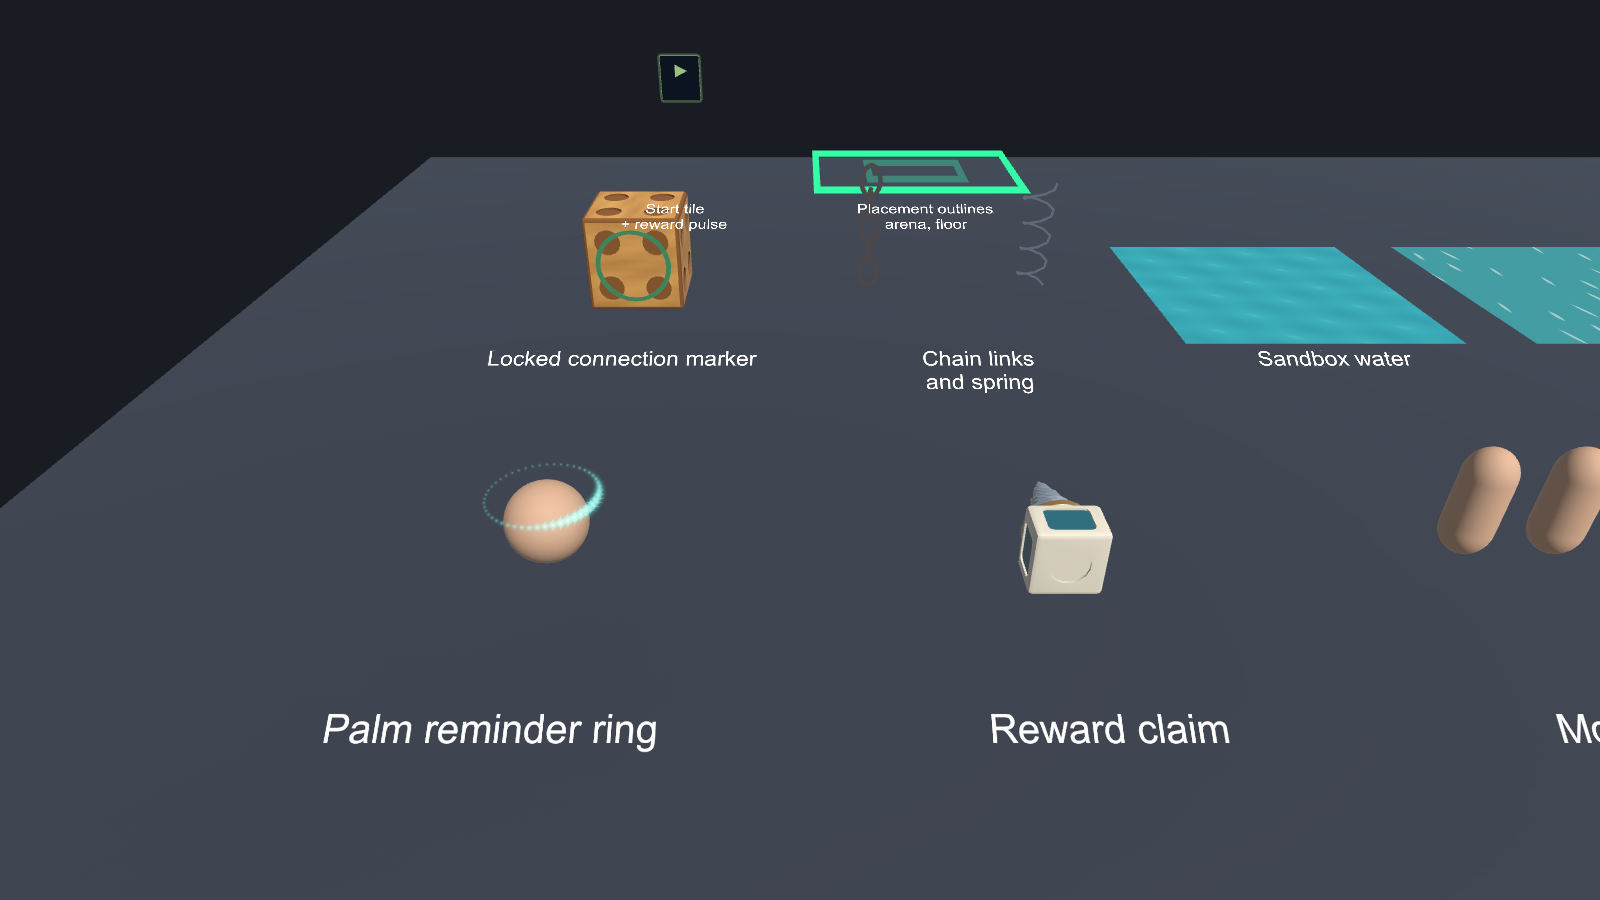 Start tile
+ reward pulse
Placement outlines
arena, floor
Locked connection marker
Chain links
and spring
Sandbox water
Palm reminder ring
Reward claim